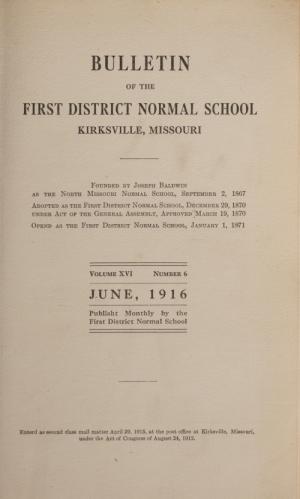 BULLETIN
OF THE
FIRST DISTRICT NORMAL SCHOOL
KIRKSVILLE, MISSOURI
FOUNDED BY JOSEPH BALDWIN
AS THE NORTH MISSOURI NORMAL SCHOOL, SEPTEMBER 2, 1867
ADOPTED AS THE FIRST DISTRICT NORMAL SCHOOL, DECEMBER 29, 1870
UNDER ACT OF THE GENERAL ASSEMBLY, APPROVED MARCH 19, 1870
OPEND AS THE FIRST DISTRICT NORMAL SCHOOL, JANUARY 1, 1871
VOLUME XVI NUMBER 6
JUNE, 1916
Publisht Monthly by the
First District Normal School
Enterd as second class mail matter April 29, 1915, at the post office at Kirksville, Missouri,
under the Act of Congress of August 24, 1912.